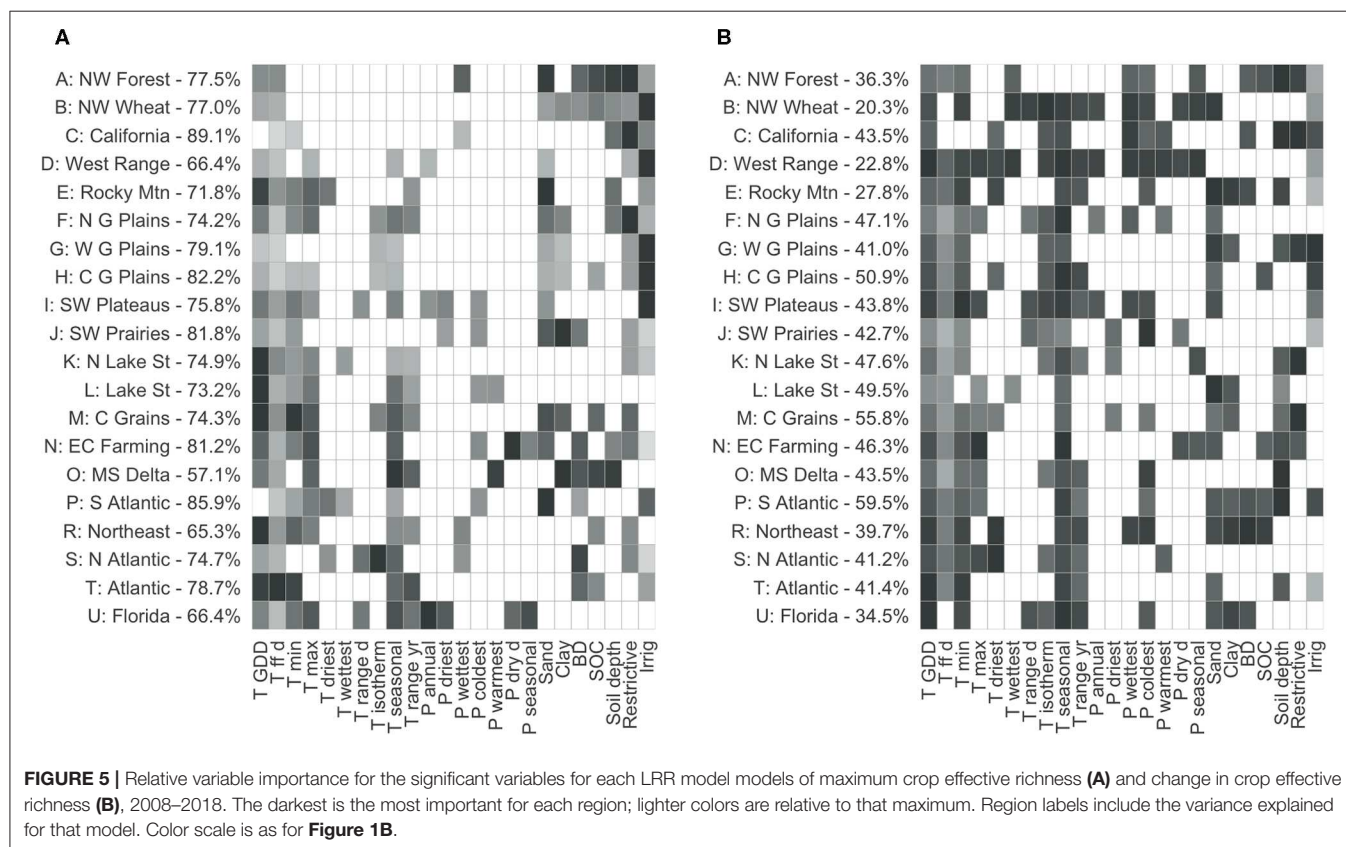 A
A: NW Forest - 77.5%
B: NW Wheat - 77.0%
C: California - 89.1%
D: West Range - 66.4%
E: Rocky Mtn - 71.8%
F: N G Plains - 74.2%
G: W G Plains - 79.1%
H: C G Plains - 82.2%
I: SW Plateaus - 75.8%
J: SW Prairies - 81.8%
K: N Lake St - 74.9%
L: Lake St - 73.2%
M: C Grains - 74.3%
N: EC Farming - 81.2%
O: MS Delta - 57.1%
P: S Atlantic - 85.9%
R: Northeast - 65.3%
S: N Atlantic - 74.7%
T: Atlantic - 78.7%
U: Florida - 66.4%
T GDD
T ff d
T min
T max
T driest
T wettest
T range d
T isotherm
T seasonal
T range yr
P annual
P driest
P wettest
P coldest
P warmest
P dry d
P seasonal
Sand
Clay
BD
SOC
Soil depth
Restrictive
Irrig
B
A: NW Forest - 36.3%
B: NW Wheat - 20.3%
C: California - 43.5%
D: West Range - 22.8%
E: Rocky Mtn - 27.8%
F: N G Plains - 47.1%
G: W G Plains - 41.0%
H: C G Plains - 50.9%
I: SW Plateaus - 43.8%
J: SW Prairies - 42.7%
K: N Lake St - 47.6%
L: Lake St - 49.5%
M: C Grains - 55.8%
N: EC Farming - 46.3%
O: MS Delta - 43.5%
P: S Atlantic - 59.5%
R: Northeast - 39.7%
S: N Atlantic - 41.2%
T: Atlantic - 41.4%
U: Florida - 34.5%
T GDD
T ff d
T min
T max
T driest
T wettest
T range d
T isotherm
T seasonal
T range yr
P annual
P driest
P wettest
P coldest
P warmest
P dry d
P seasonal
Sand
Clay
BD
SOC
Soil depth
Restrictive
Irrig
FIGURE 5 | Relative variable importance for the significant variables for each LRR model models of maximum crop effective richness (A) and change in crop effective
richness (B), 2008–2018. The darkest is the most important for each region; lighter colors are relative to that maximum. Region labels include the variance explained
for that model. Color scale is as for Figure 1B.